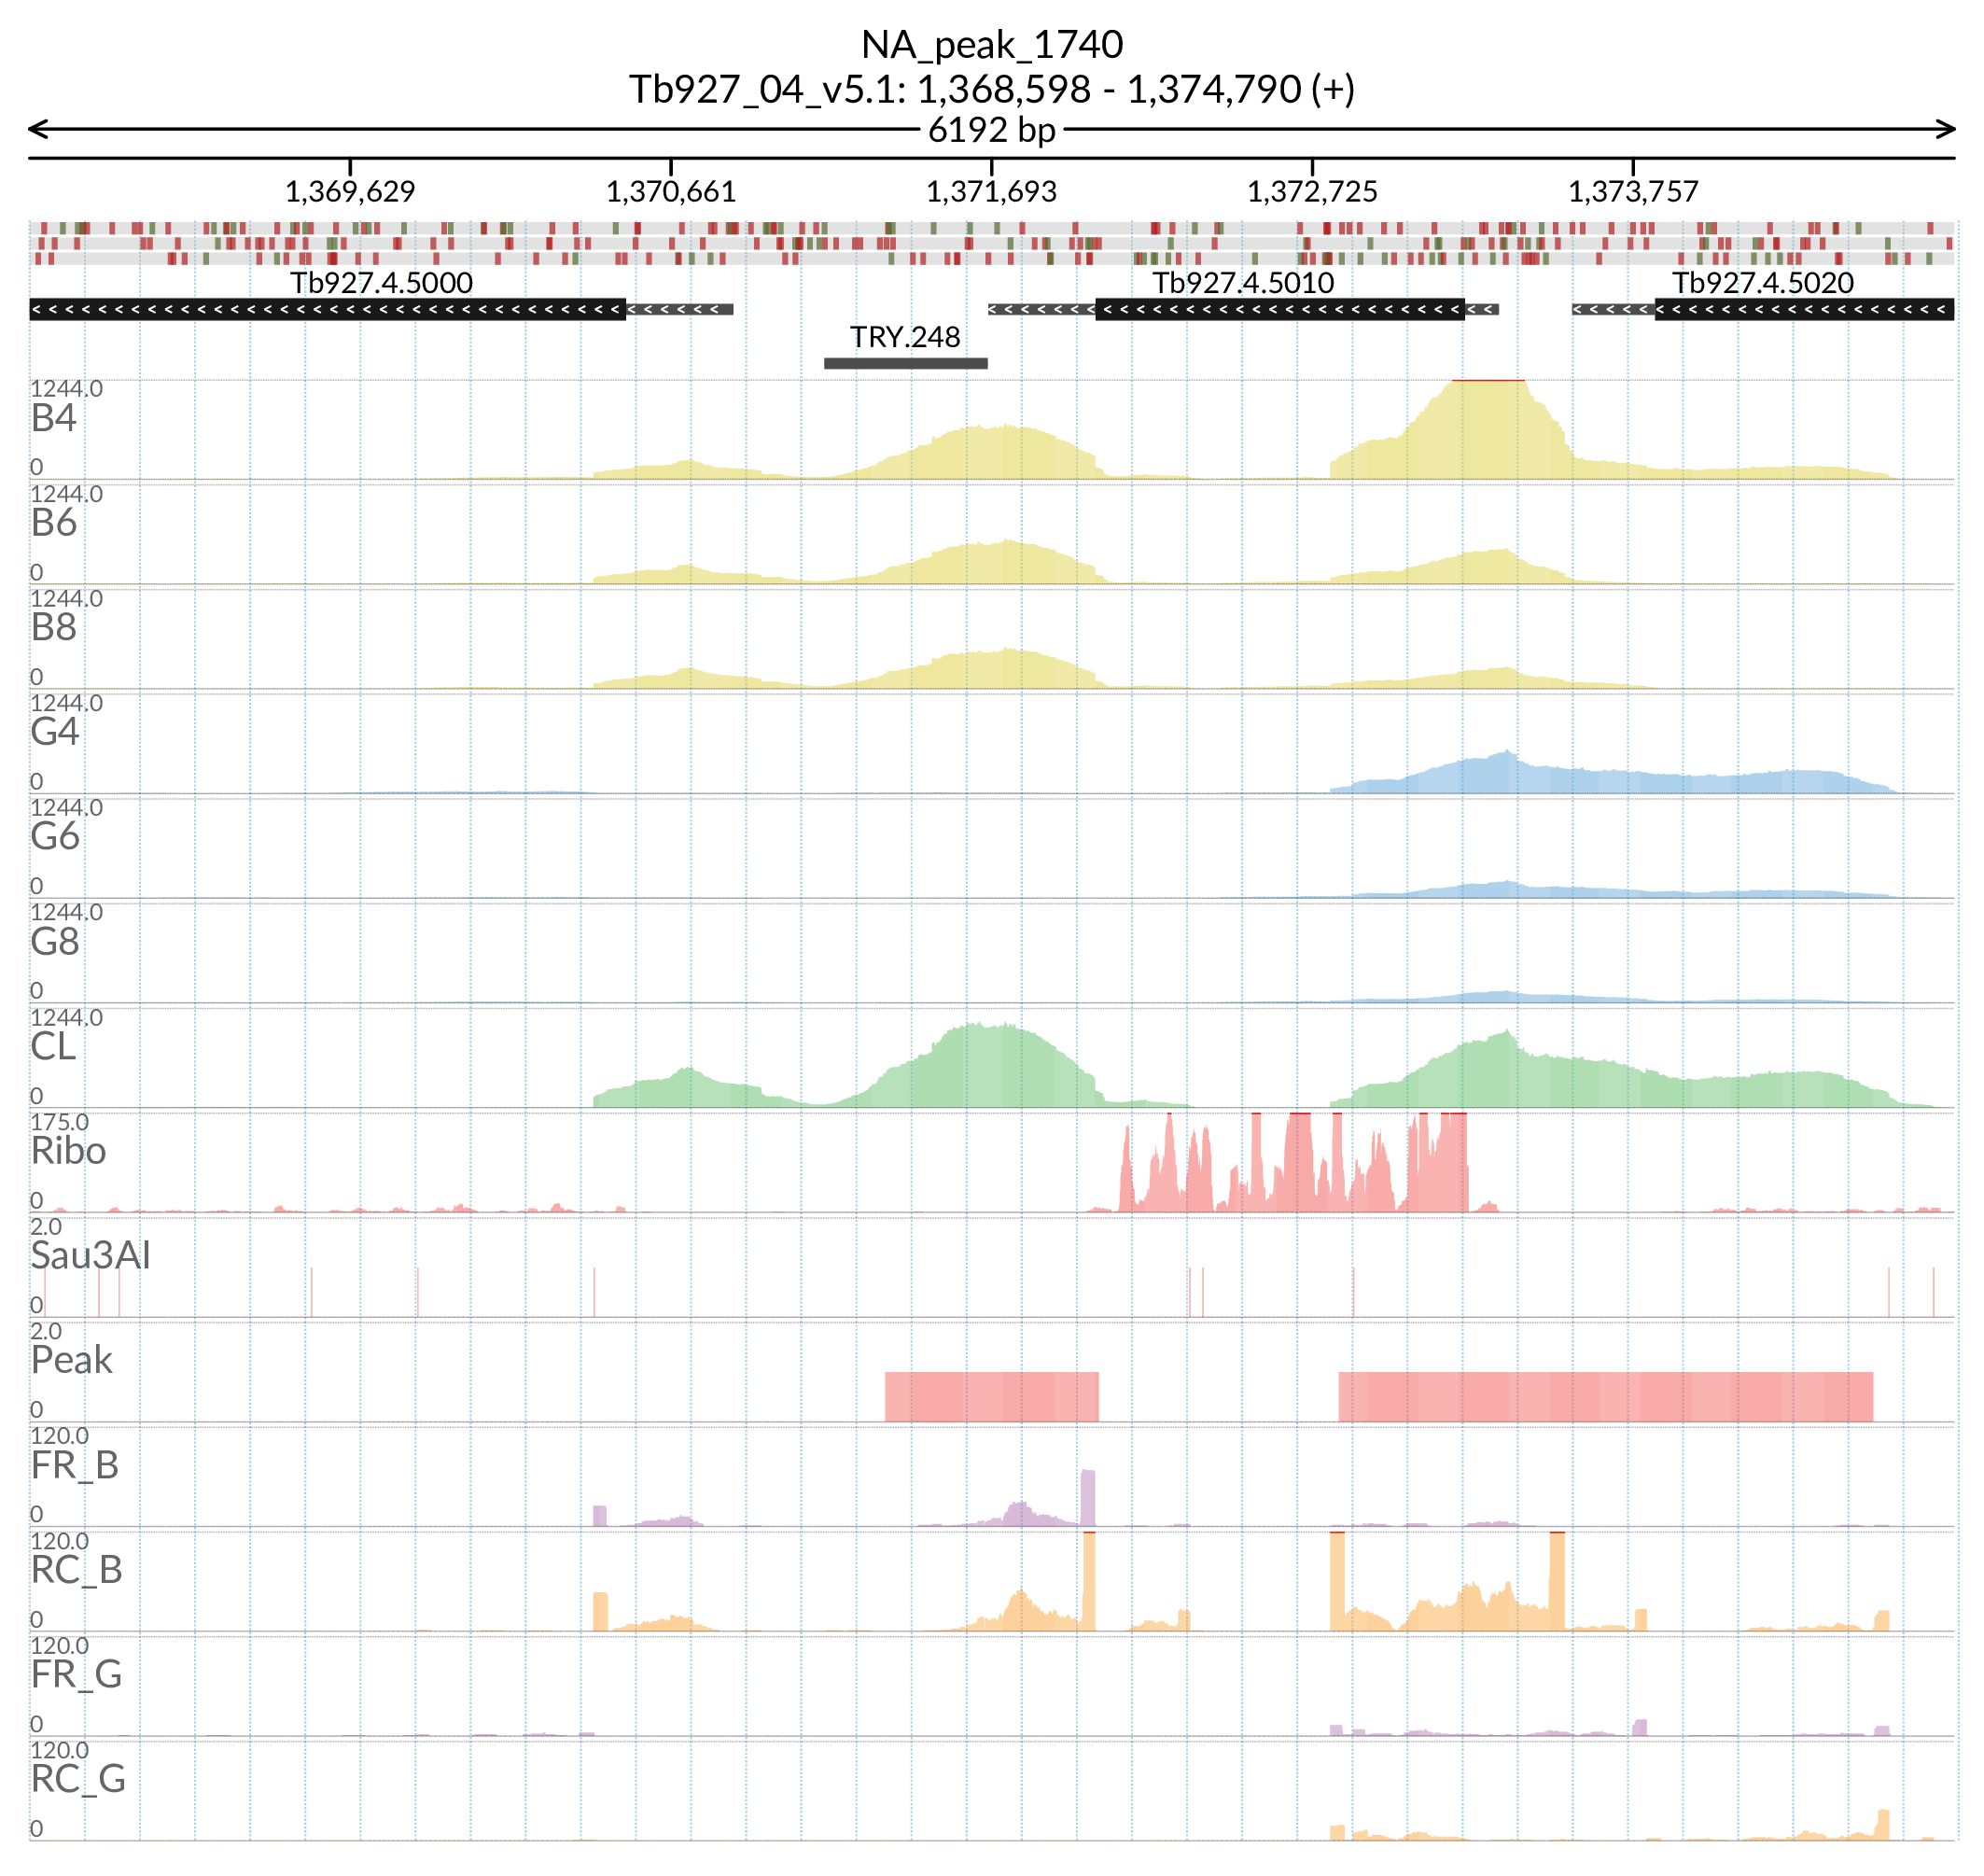 NA_peak_1740
Tb927_04_v5.1: 1,368,598 - 1,374,790 (+)
6192 bp
1,369,629 1,370,661 1,371,693 1,372,725 1,373,757
Tb927.4.5000 Tb927.4.5010 Tb927.4.5020
TRY.248
1244.0
B4
0
1244.0
B6
0
1244.0
B8
0
1244.0
G4
0
1244.0
G6
0
1244.0
G8
0
1244.0
CL
0
175.0
Ribo
0
2.0
Sau3AI
0
2.0
Peak
0
120.0
FR_B
0
120.0
RC_B
0
120.0
FR_G
0
120.0
RC_G
0